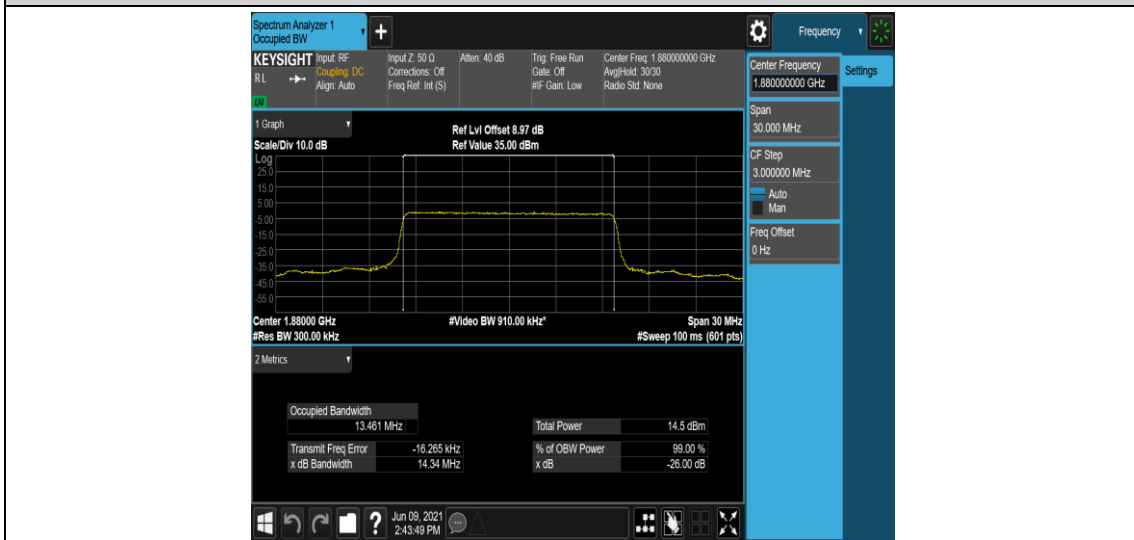 Spectrum Analyzer 1
Occupied BW
+
Frequency
KEYSIGHT
RL
LXI
Input: RF
Coupling: DC
Align: Auto
Input Z: 50 Ω
Corrections: Off
Freq Ref: Int (S)
Atten: 40 dB
Trig: Free Run
Gate: Off
#IF Gain: Low
Center Freq: 1.880000000 GHz
Avg|Hold: 30/30
Radio Std: None
Center Frequency
1.880000000 GHz
Settings
Span
30.000 MHz
CF Step
3.000000 MHz
Auto
Man
Freq Offset
0 Hz
1 Graph
Scale/Div 10.0 dB
Ref Lvl Offset 8.97 dB
Ref Value 35.00 dBm
Log
25.0
15.0
5.00
-5.00
-15.0
-25.0
-35.0
-45.0
-55.0
Center 1.88000 GHz
#Res BW 300.00 kHz
#Video BW 910.00 kHz*
Span 30 MHz
#Sweep 100 ms (601 pts)
2 Metrics
Occupied Bandwidth
13.461 MHz
Transmit Freq Error -16.265 kHz
x dB Bandwidth 14.34 MHz
Total Power 14.5 dBm
% of OBW Power 99.00 %
x dB -26.00 dB
?
Jun 09, 2021
2:43:49 PM